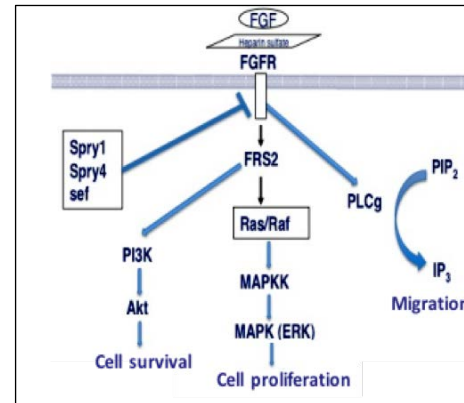 FGF
Heparin sulfate
FGFR
Spry1
Spry4
sef
FRS2
PLCg
PIP2
IP3
Migration
PI3K
Akt
Cell survival
Ras/Raf
MAPKK
MAPK (ERK)
Cell proliferation